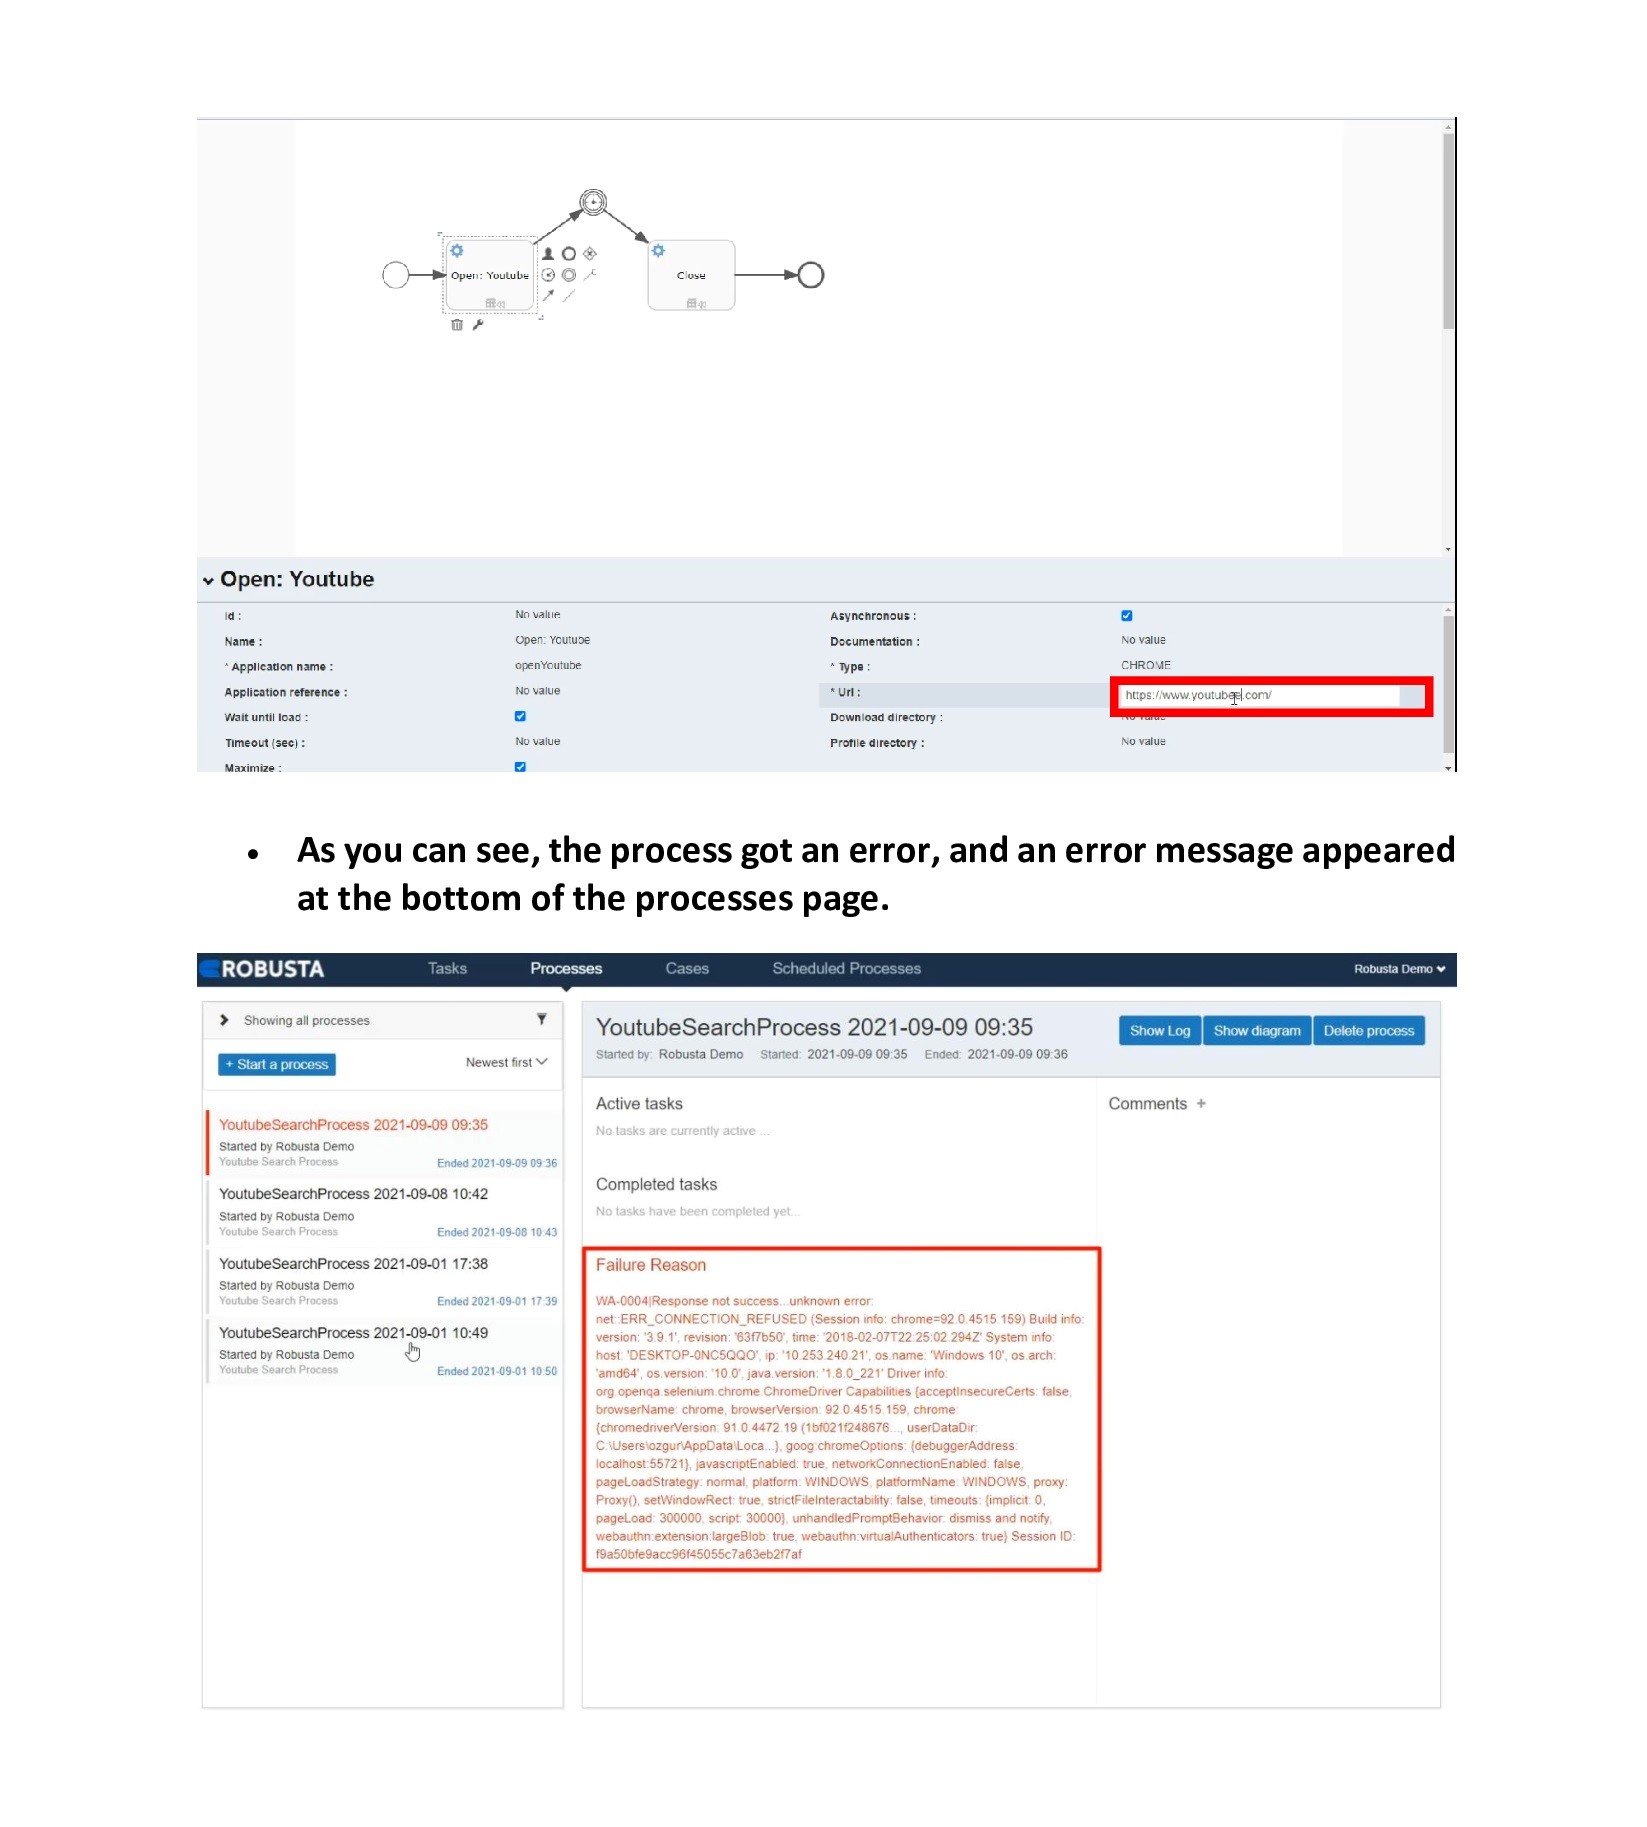 Open: Youtube
Close
Open: Youtube
Id : No value Asynchronous :
Name : Open: Youtube Documentation : No value
* Application name : openYoutube * Type : CHROME
Application reference : No value * Url : https://www.youtubee.com/
Wait until load : Download directory : No value
Timeout (sec) : No value Profile directory : No value
Maximize :
• As you can see, the process got an error, and an error message appeared
at the bottom of the processes page.
ROBUSTA Tasks Processes Cases Scheduled Processes Robusta Demo
Showing all processes
+ Start a process Newest first
YoutubeSearchProcess 2021-09-09 09:35
Started by Robusta Demo
Youtube Search Process Ended 2021-09-09 09:36
YoutubeSearchProcess 2021-09-08 10:42
Started by Robusta Demo
Youtube Search Process Ended 2021-09-08 10:43
YoutubeSearchProcess 2021-09-01 17:38
Started by Robusta Demo
Youtube Search Process Ended 2021-09-01 17:39
YoutubeSearchProcess 2021-09-01 10:49
Started by Robusta Demo
Youtube Search Process Ended 2021-09-01 10:50
YoutubeSearchProcess 2021-09-09 09:35
Show Log Show diagram Delete process
Started by: Robusta Demo Started: 2021-09-09 09:35 Ended: 2021-09-09 09:36
Active tasks
No tasks are currently active ...
Completed tasks
No tasks have been completed yet...
Failure Reason
WA-0004|Response not success...unknown error:
net::ERR_CONNECTION_REFUSED (Session info: chrome=92.0.4515.159) Build info:
version: '3.9.1', revision: '63f7b50', time: '2018-02-07T22:25:02.294Z' System info:
host: 'DESKTOP-0NC5QQO', ip: '10.253.240.21', os.name: 'Windows 10', os.arch:
'amd64', os.version: '10.0', java.version: '1.8.0_221' Driver info:
org.openqa.selenium.chrome.ChromeDriver Capabilities {acceptInsecureCerts: false,
browserName: chrome, browserVersion: 92.0.4515.159, chrome:
{chromedriverVersion: 91.0.4472.19 (1bf021f248676..., userDataDir:
C:\Users\ozgur\AppData\Loca...}, goog:chromeOptions: {debuggerAddress:
localhost:55721}, javascriptEnabled: true, networkConnectionEnabled: false,
pageLoadStrategy: normal, platform: WINDOWS, platformName: WINDOWS, proxy:
Proxy(), setWindowRect: true, strictFileInteractability: false, timeouts: {implicit: 0,
pageLoad: 300000, script: 30000}, unhandledPromptBehavior: dismiss and notify,
webauthn:extension:largeBlob: true, webauthn:virtualAuthenticators: true} Session ID:
f9a50bfe9acc96f45055c7a63eb2f7af
Comments +